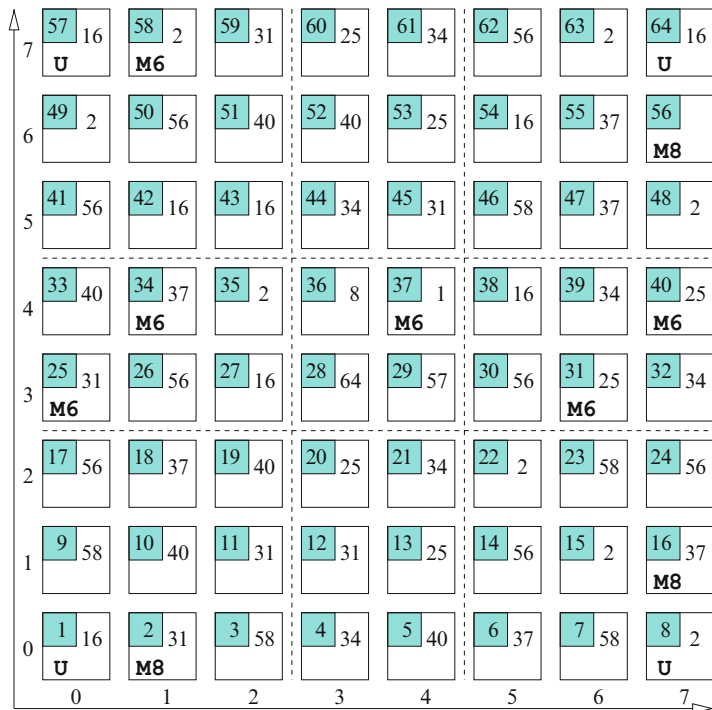 7 57 16 58 2 59 31 60 25 61 34 62 56 63 2 64 16
U M6 U
6 49 2 50 56 51 40 52 40 53 25 54 16 55 37 56
M8
5 41 56 42 16 43 16 44 34 45 31 46 58 47 37 48 2
4 33 40 34 37 35 2 36 8 37 1 38 16 39 34 40 25
M6 M6 M6
3 25 31 26 56 27 16 28 64 29 57 30 56 31 25 32 34
M6 M6
2 17 56 18 37 19 40 20 25 21 34 22 2 23 58 24 56
1 9 58 10 40 11 31 12 31 13 25 14 56 15 2 16 37
M8
0 1 16 2 31 3 58 4 34 5 40 6 37 7 58 8 2
U M8 U
0 1 2 3 4 5 6 7